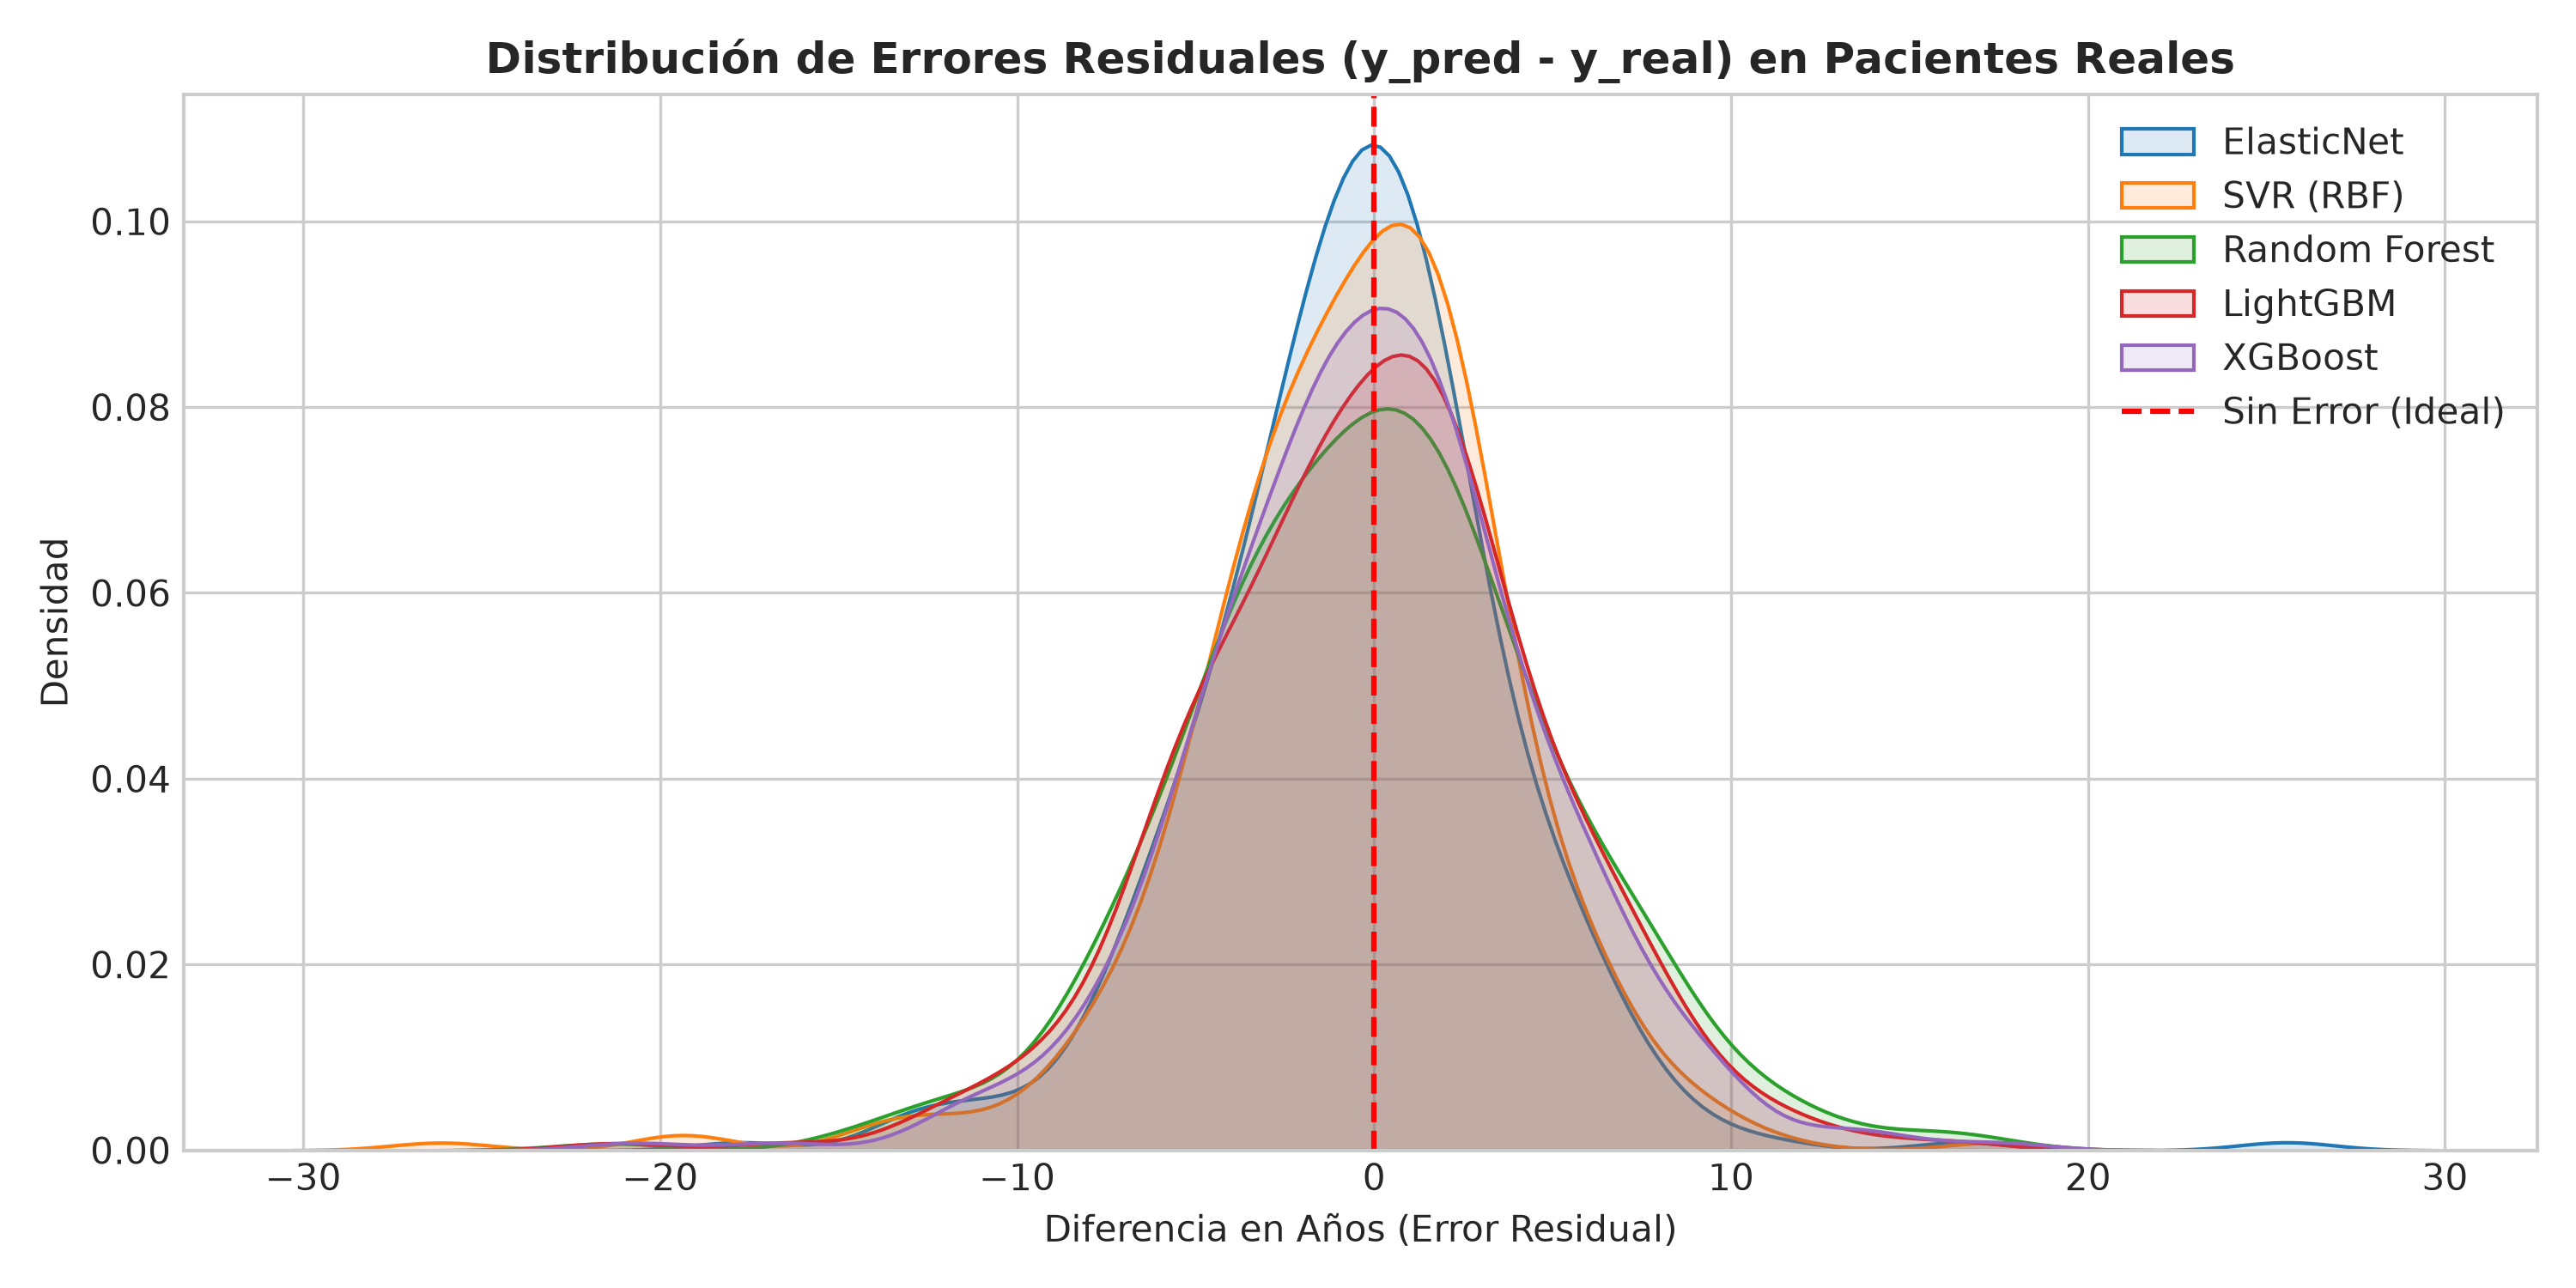 Distribución de Errores Residuales (y_pred - y_real) en Pacientes Reales
ElasticNet
SVR (RBF)
Random Forest
LightGBM
XGBoost
Sin Error (Ideal)
Densidad
0.10
0.08
0.06
0.04
0.02
0.00
−30
−20
−10
0
10
20
30
Diferencia en Años (Error Residual)